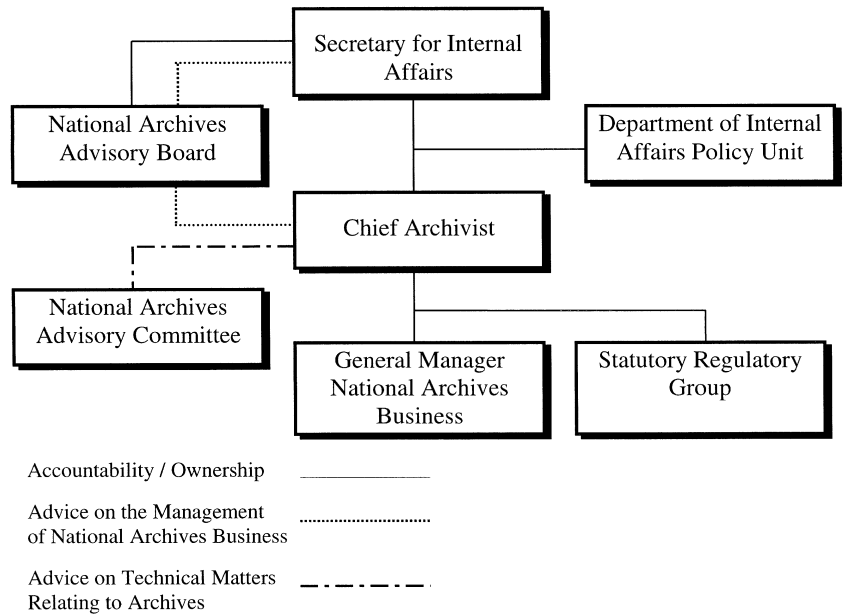 Secretary for Internal
Affairs
National Archives
Advisory Board
Department of Internal
Affairs Policy Unit
Chief Archivist
National Archives
Advisory Committee
General Manager
National Archives
Business
Statutory Regulatory
Group
Accountability / Ownership
Advice on the Management
of National Archives Business
Advice on Technical Matters
Relating to Archives